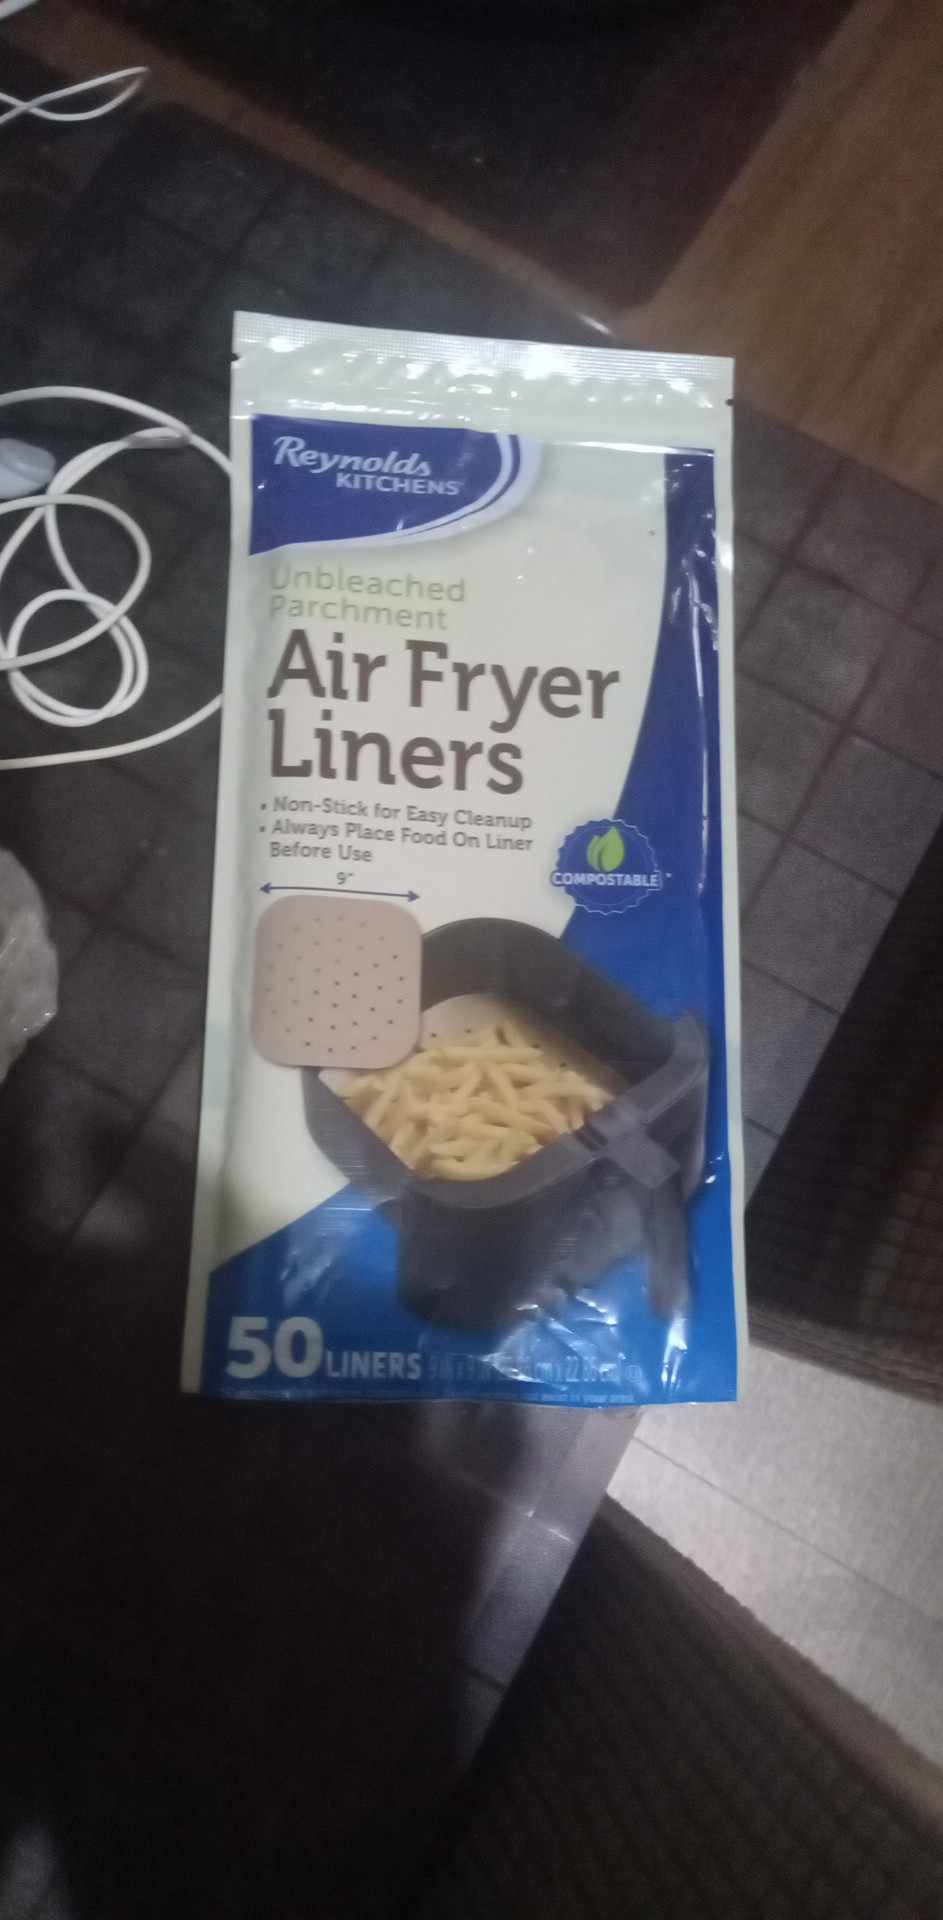 Reynolds
KITCHENS
Unbleached
Parchment
Air Fryer
Liners
• Non-Stick for Easy Cleanup
• Always Place Food On Liner
Before Use
9"
COMPOSTABLE*
50 LINERS